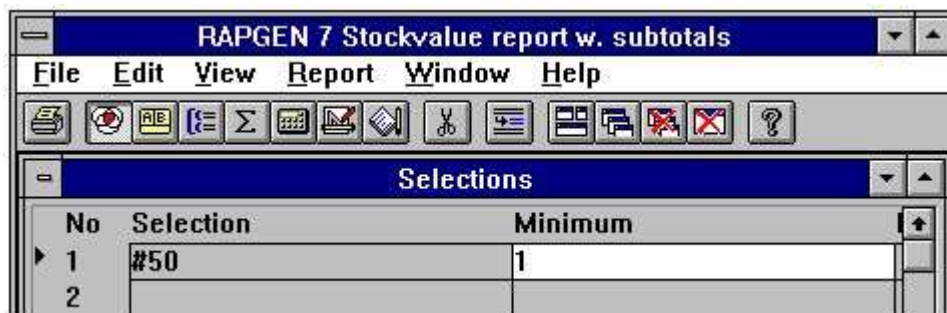 RAPGEN 7 Stockvalue report w. subtotals
File Edit View Report Window Help
Selections
No Selection Minimum
1 #50 1
2